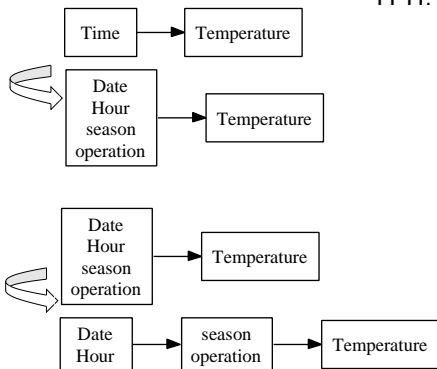 Time
Temperature
Date
Hour
season
operation
Temperature
Date
Hour
season
operation
Temperature
Date
Hour
season
operation
Temperature